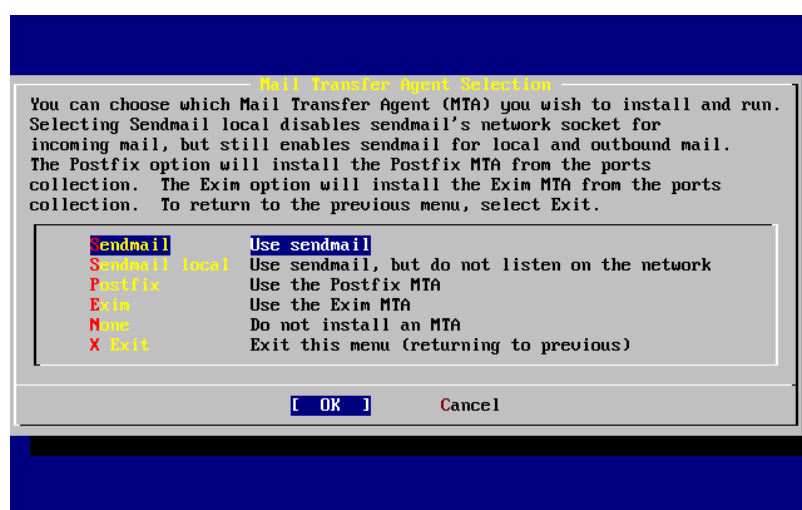 Mail Transfer Agent Selection
You can choose which Mail Transfer Agent (MTA) you wish to install and run.
Selecting Sendmail local disables sendmail's network socket for
incoming mail, but still enables sendmail for local and outbound mail.
The Postfix option will install the Postfix MTA from the ports
collection.  The Exim option will install the Exim MTA from the ports
collection.  To return to the previous menu, select Exit.
Sendmail Use sendmail
Sendmail local Use sendmail, but do not listen on the network
Postfix Use the Postfix MTA
Exim Use the Exim MTA
None Do not install an MTA
X Exit Exit this menu (returning to previous)
[ OK ] Cancel